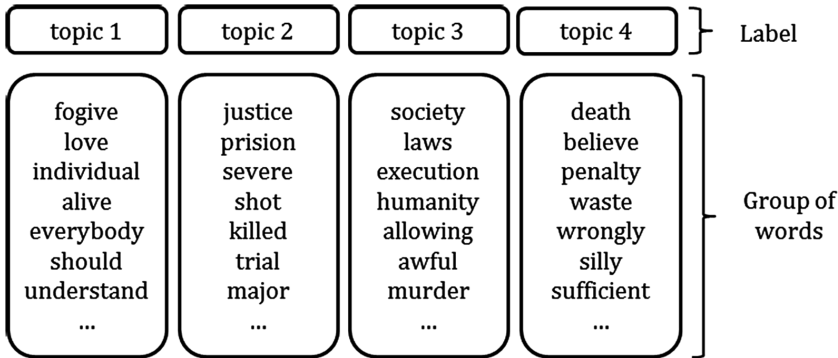 topic 1 topic 2 topic 3 topic 4 Label
fogive justice society death
love prision laws believe
individual severe execution penalty
alive shot humanity waste
everybody killed allowing wrongly
should trial awful silly
understand major murder sufficient
... ... ... ...
Group of
words